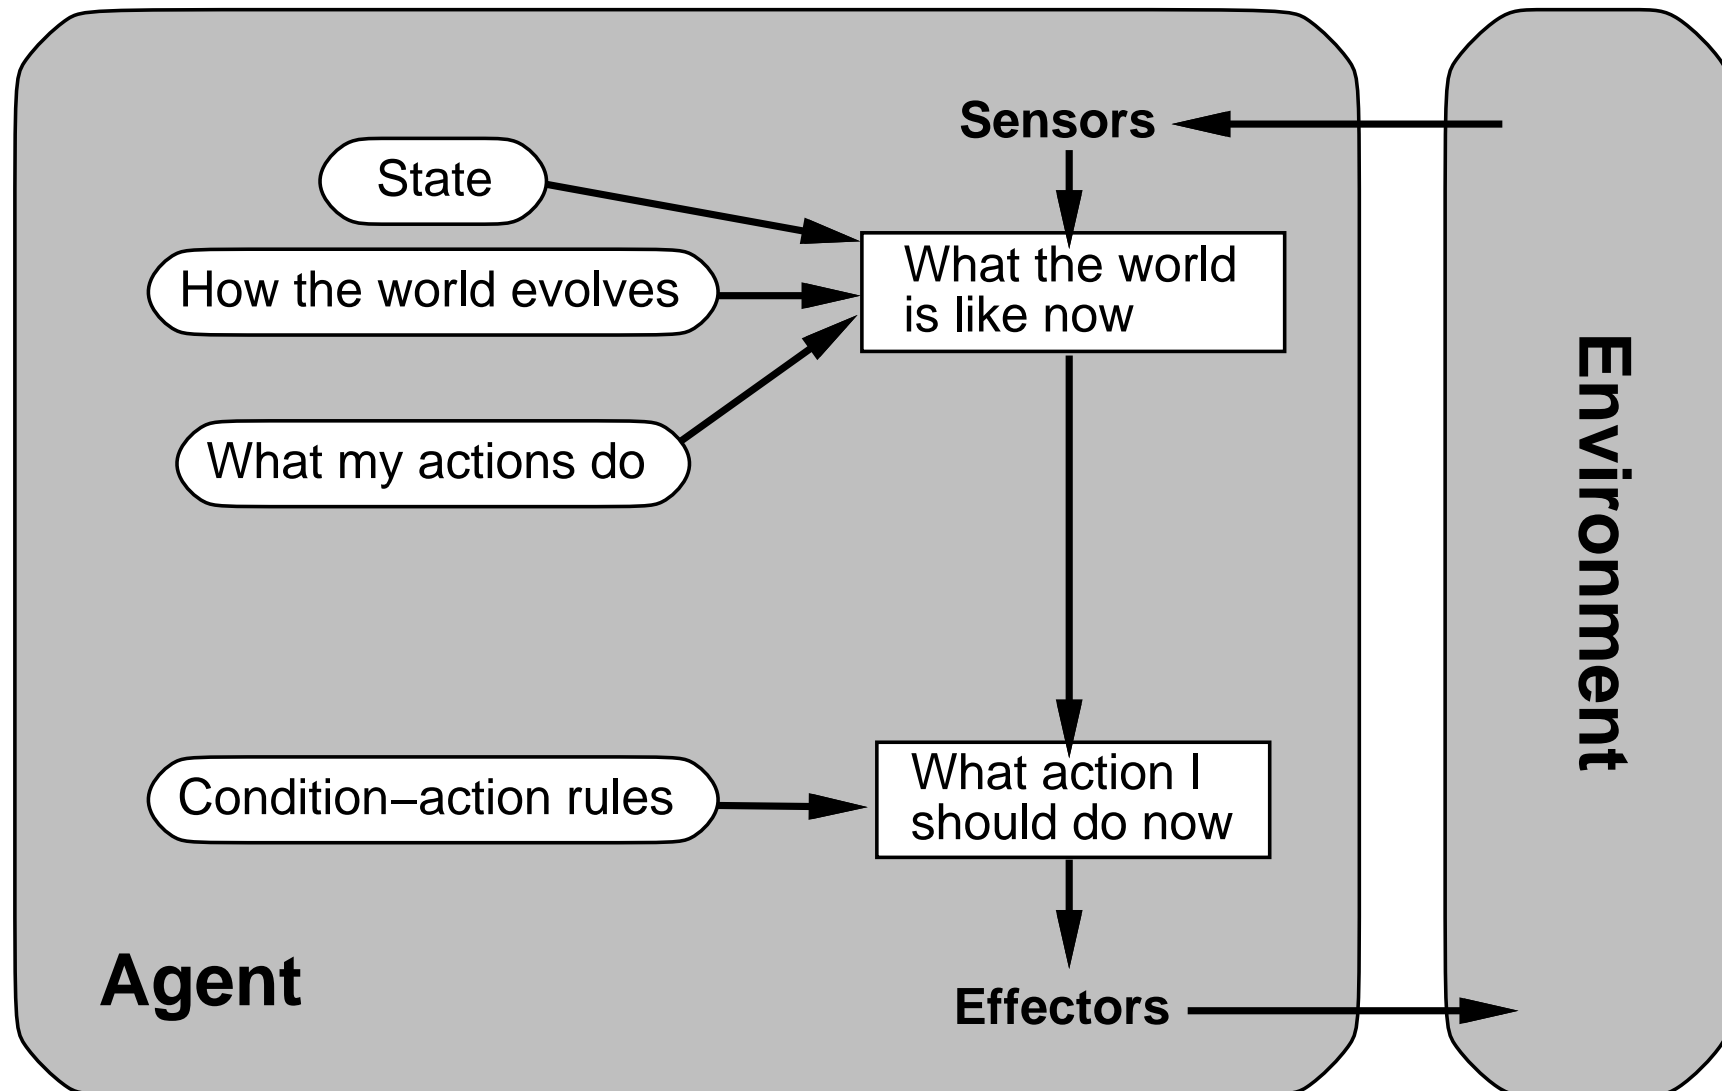 Sensors
State
What the world
is like now
How the world evolves
What my actions do
Environment
Condition–action rules
What action I
should do now
Agent
Effectors